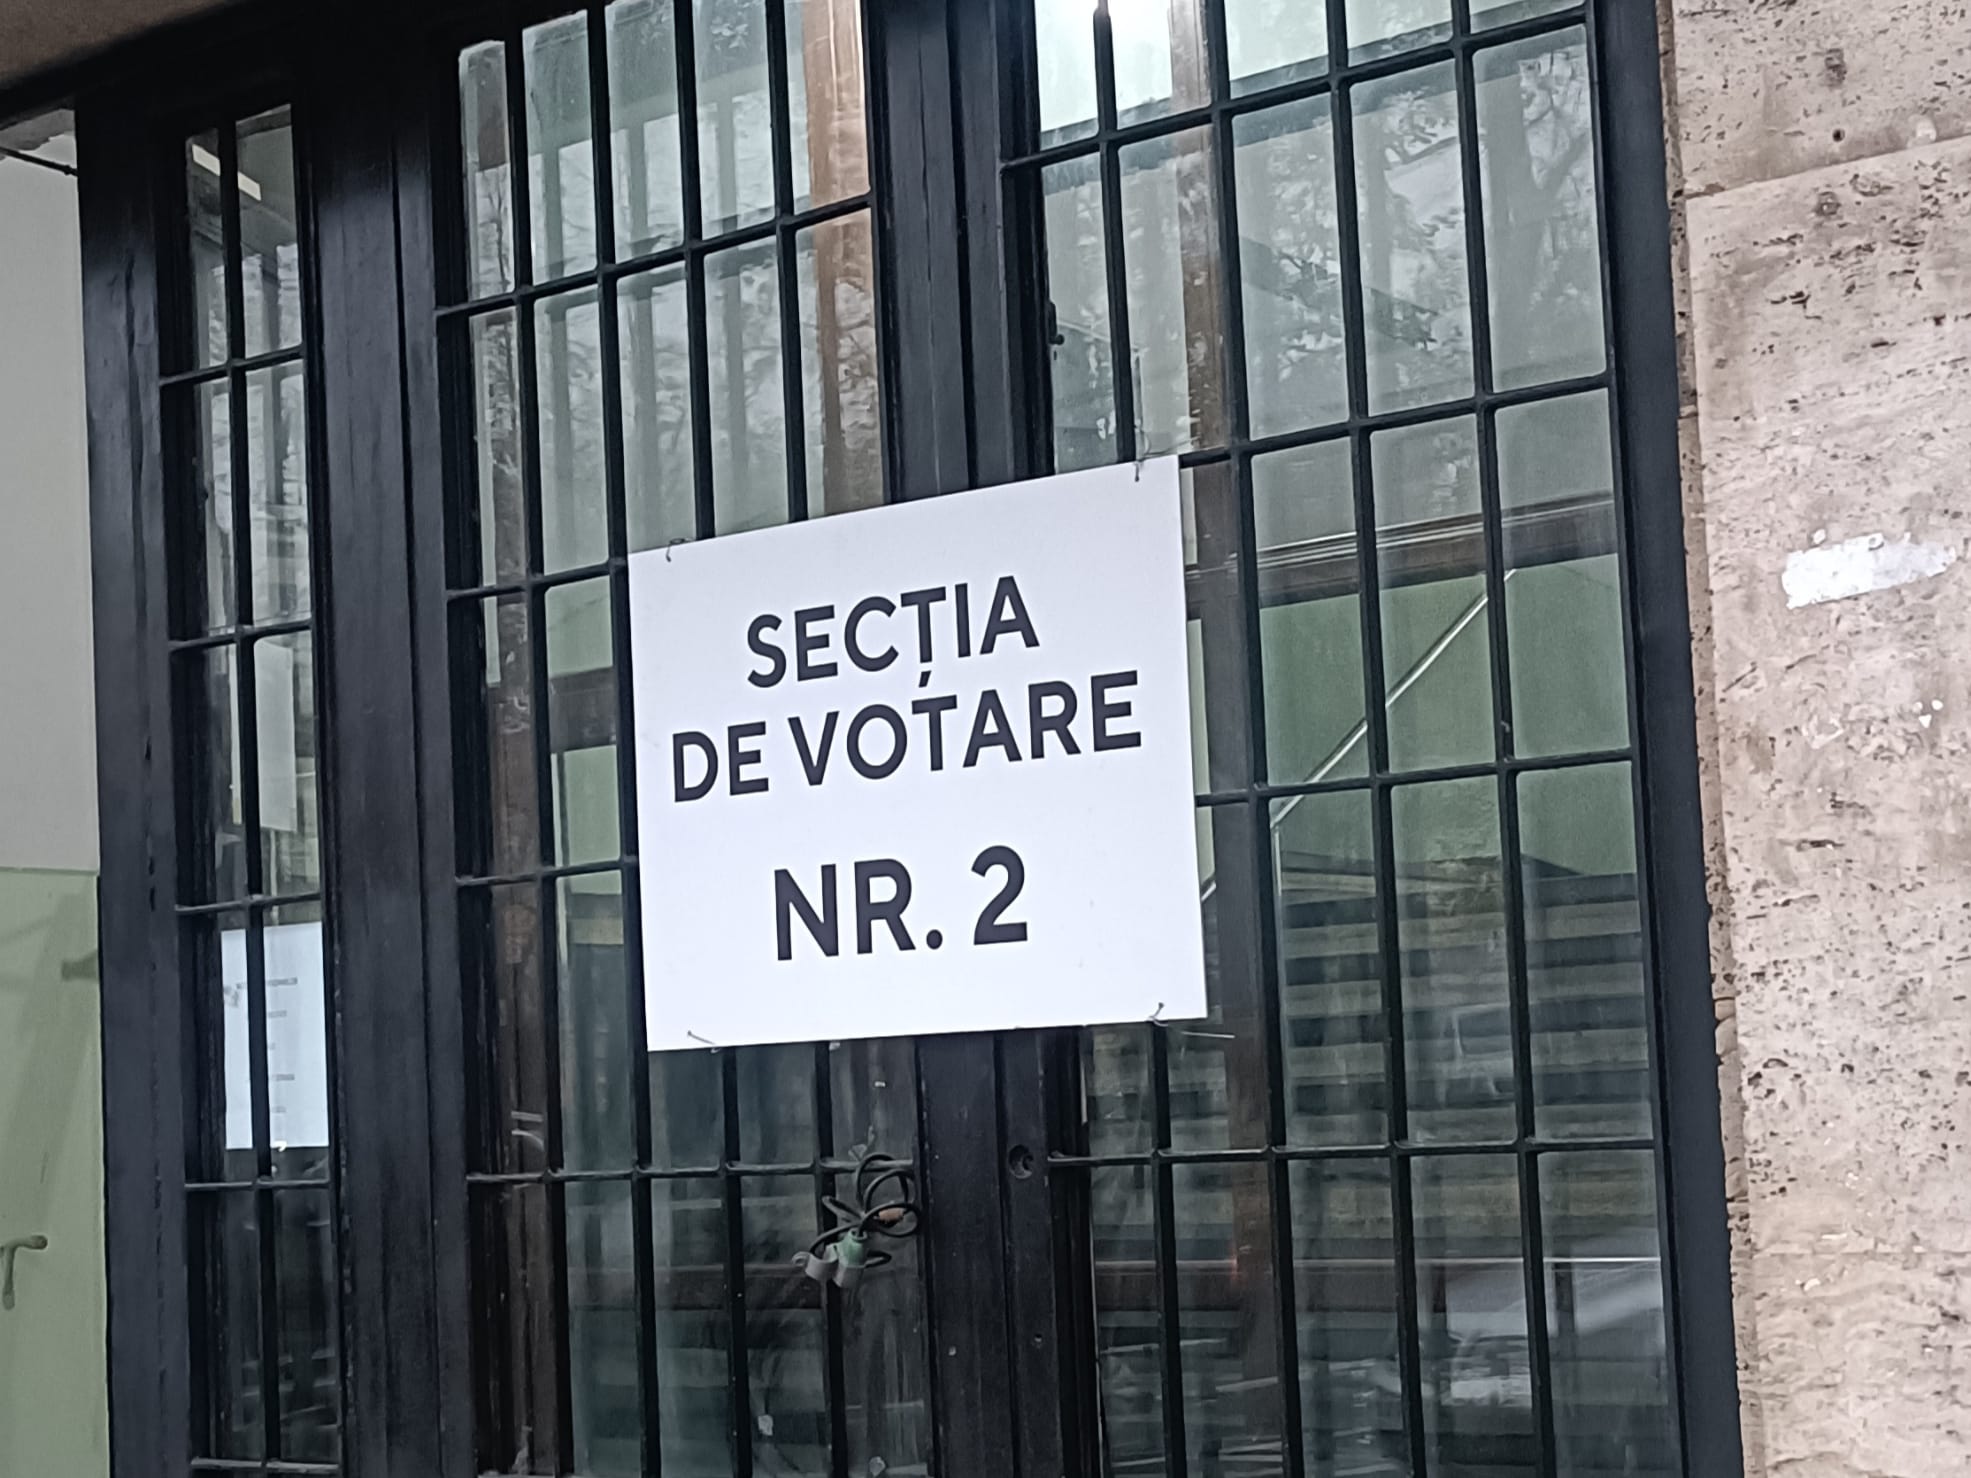 SECȚIA
DE VOTARE
NR. 2